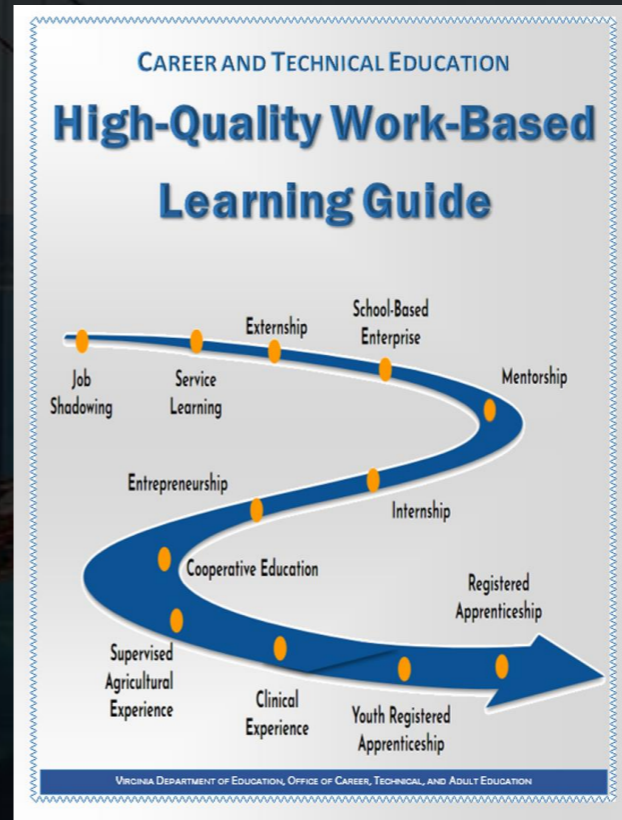 CAREER AND TECHNICAL EDUCATION
High-Quality Work-Based
Learning Guide
Job
Shadowing
Service
Learning
Externship
School-Based
Enterprise
Mentorship
Internship
Entrepreneurship
Cooperative Education
Supervised
Agricultural
Experience
Clinical
Experience
Youth Registered
Apprenticeship
Registered
Apprenticeship
VIRGINIA DEPARTMENT OF EDUCATION, OFFICE OF CAREER, TECHNICAL, AND ADULT EDUCATION